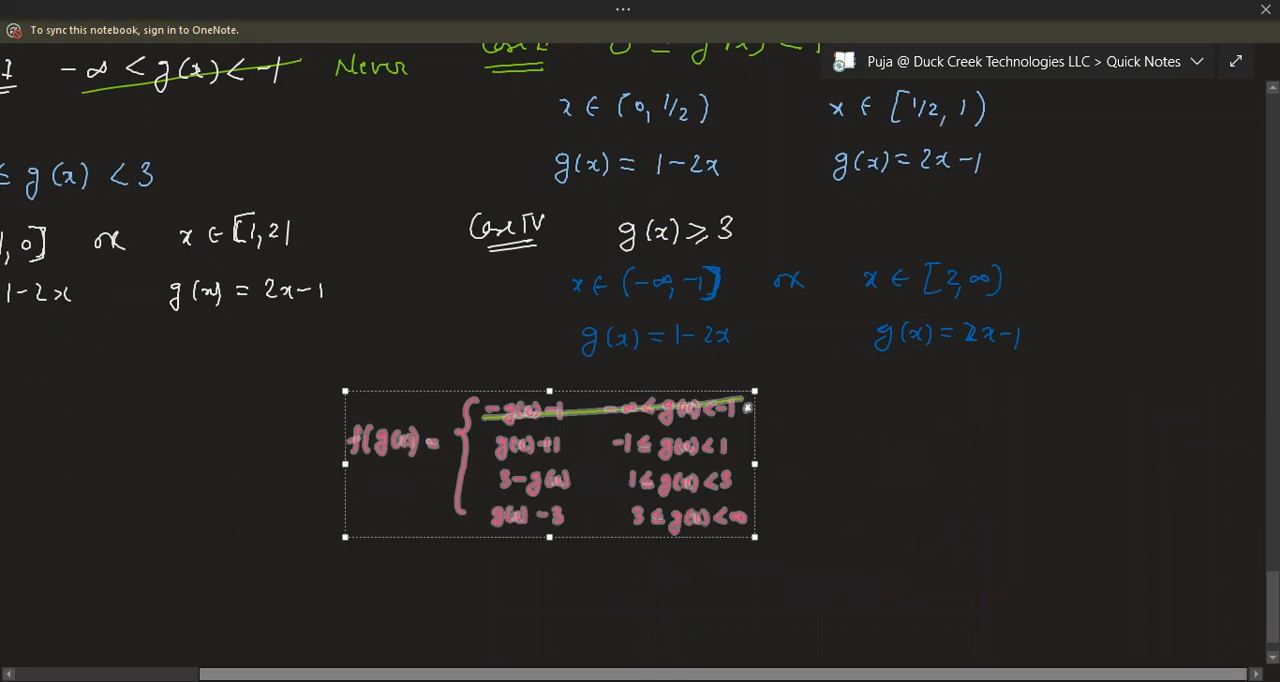 ...
To sync this notebook, sign in to OneNote.
Puja @ Duck Creek Technologies LLC > Quick Notes
-∞ < g(x) < -1 Never
x ∈ (0, 1/2) x ∈ [1/2, 1)
g(x) = 1-2x g(x) = 2x-1
≤ g(x) < 3
Case IV g(x) ≥ 3
0] or x ∈ [1, 2)
1-2x g(x) = 2x-1
x ∈ (-∞, -1] or x ∈ [2, ∞)
g(x) = 1-2x g(x) = 2x-1
-g(x)-1 -∞ < g(x) < -1
f(g(x)) = { g(x)+1 -1 ≤ g(x) < 1
3-g(x) 1 ≤ g(x) < 3
g(x)-3 3 ≤ g(x) < ∞